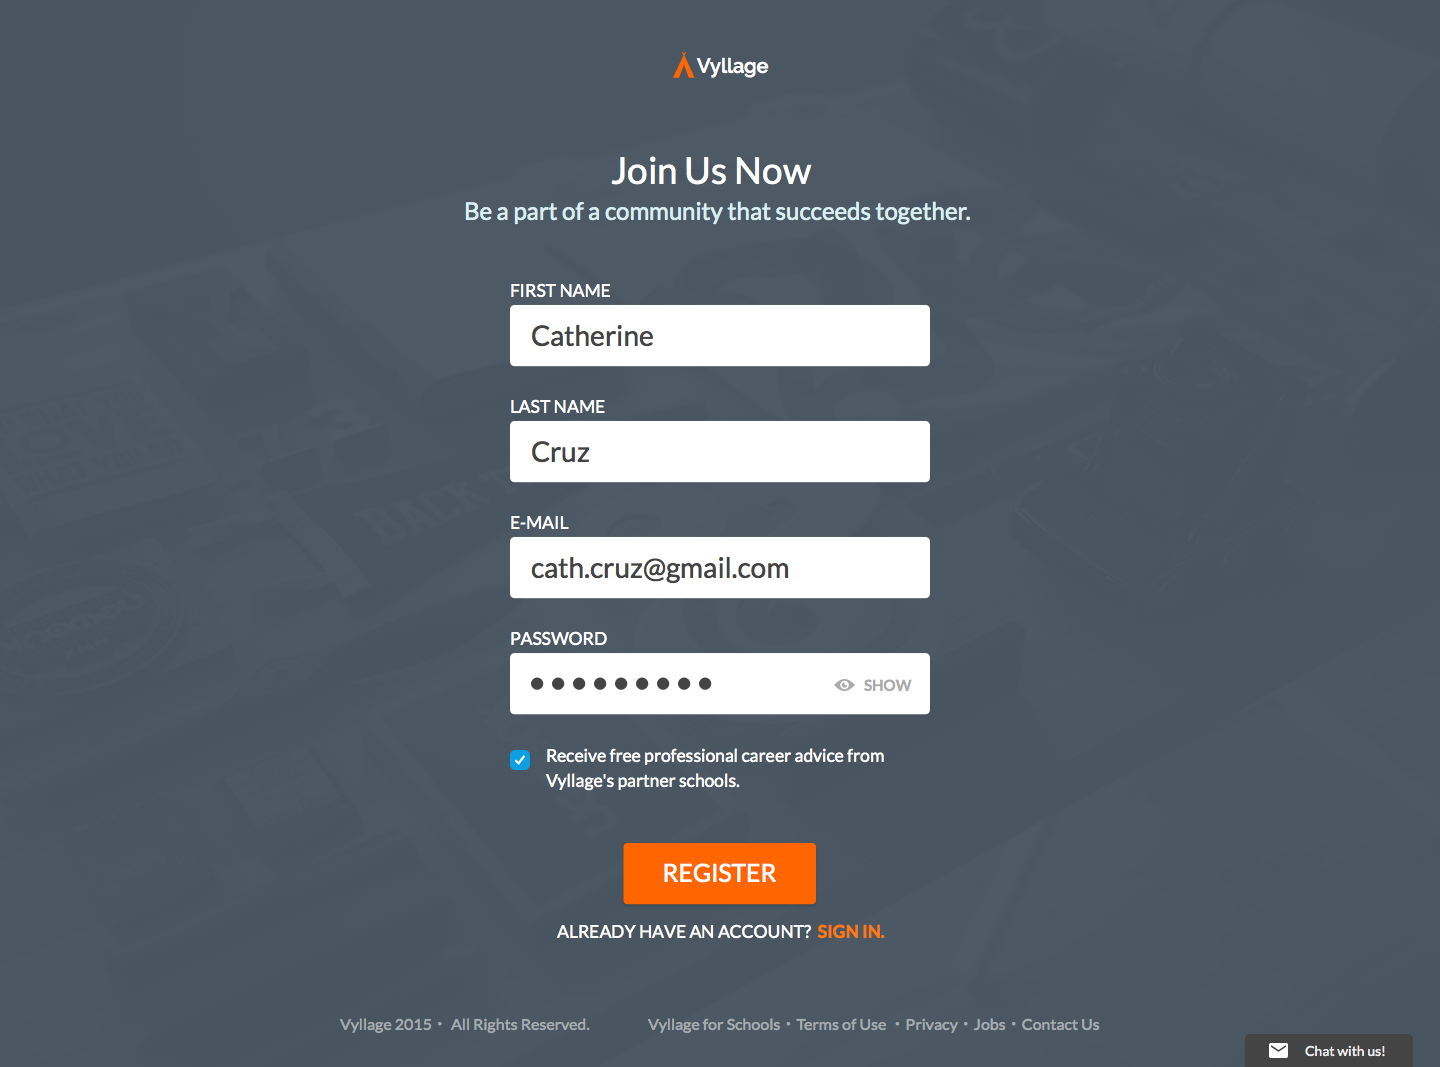 Vyllage
Join Us Now
Be a part of a community that succeeds together.
FIRST NAME
Catherine
LAST NAME
Cruz
E-MAIL
cath.cruz@gmail.com
PASSWORD
●●●●●●●●●
SHOW
Receive free professional career advice from
Vyllage's partner schools.
REGISTER
ALREADY HAVE AN ACCOUNT? SIGN IN.
Vyllage 2015 • All Rights Reserved.
Vyllage for Schools • Terms of Use • Privacy • Jobs • Contact Us
Chat with us!